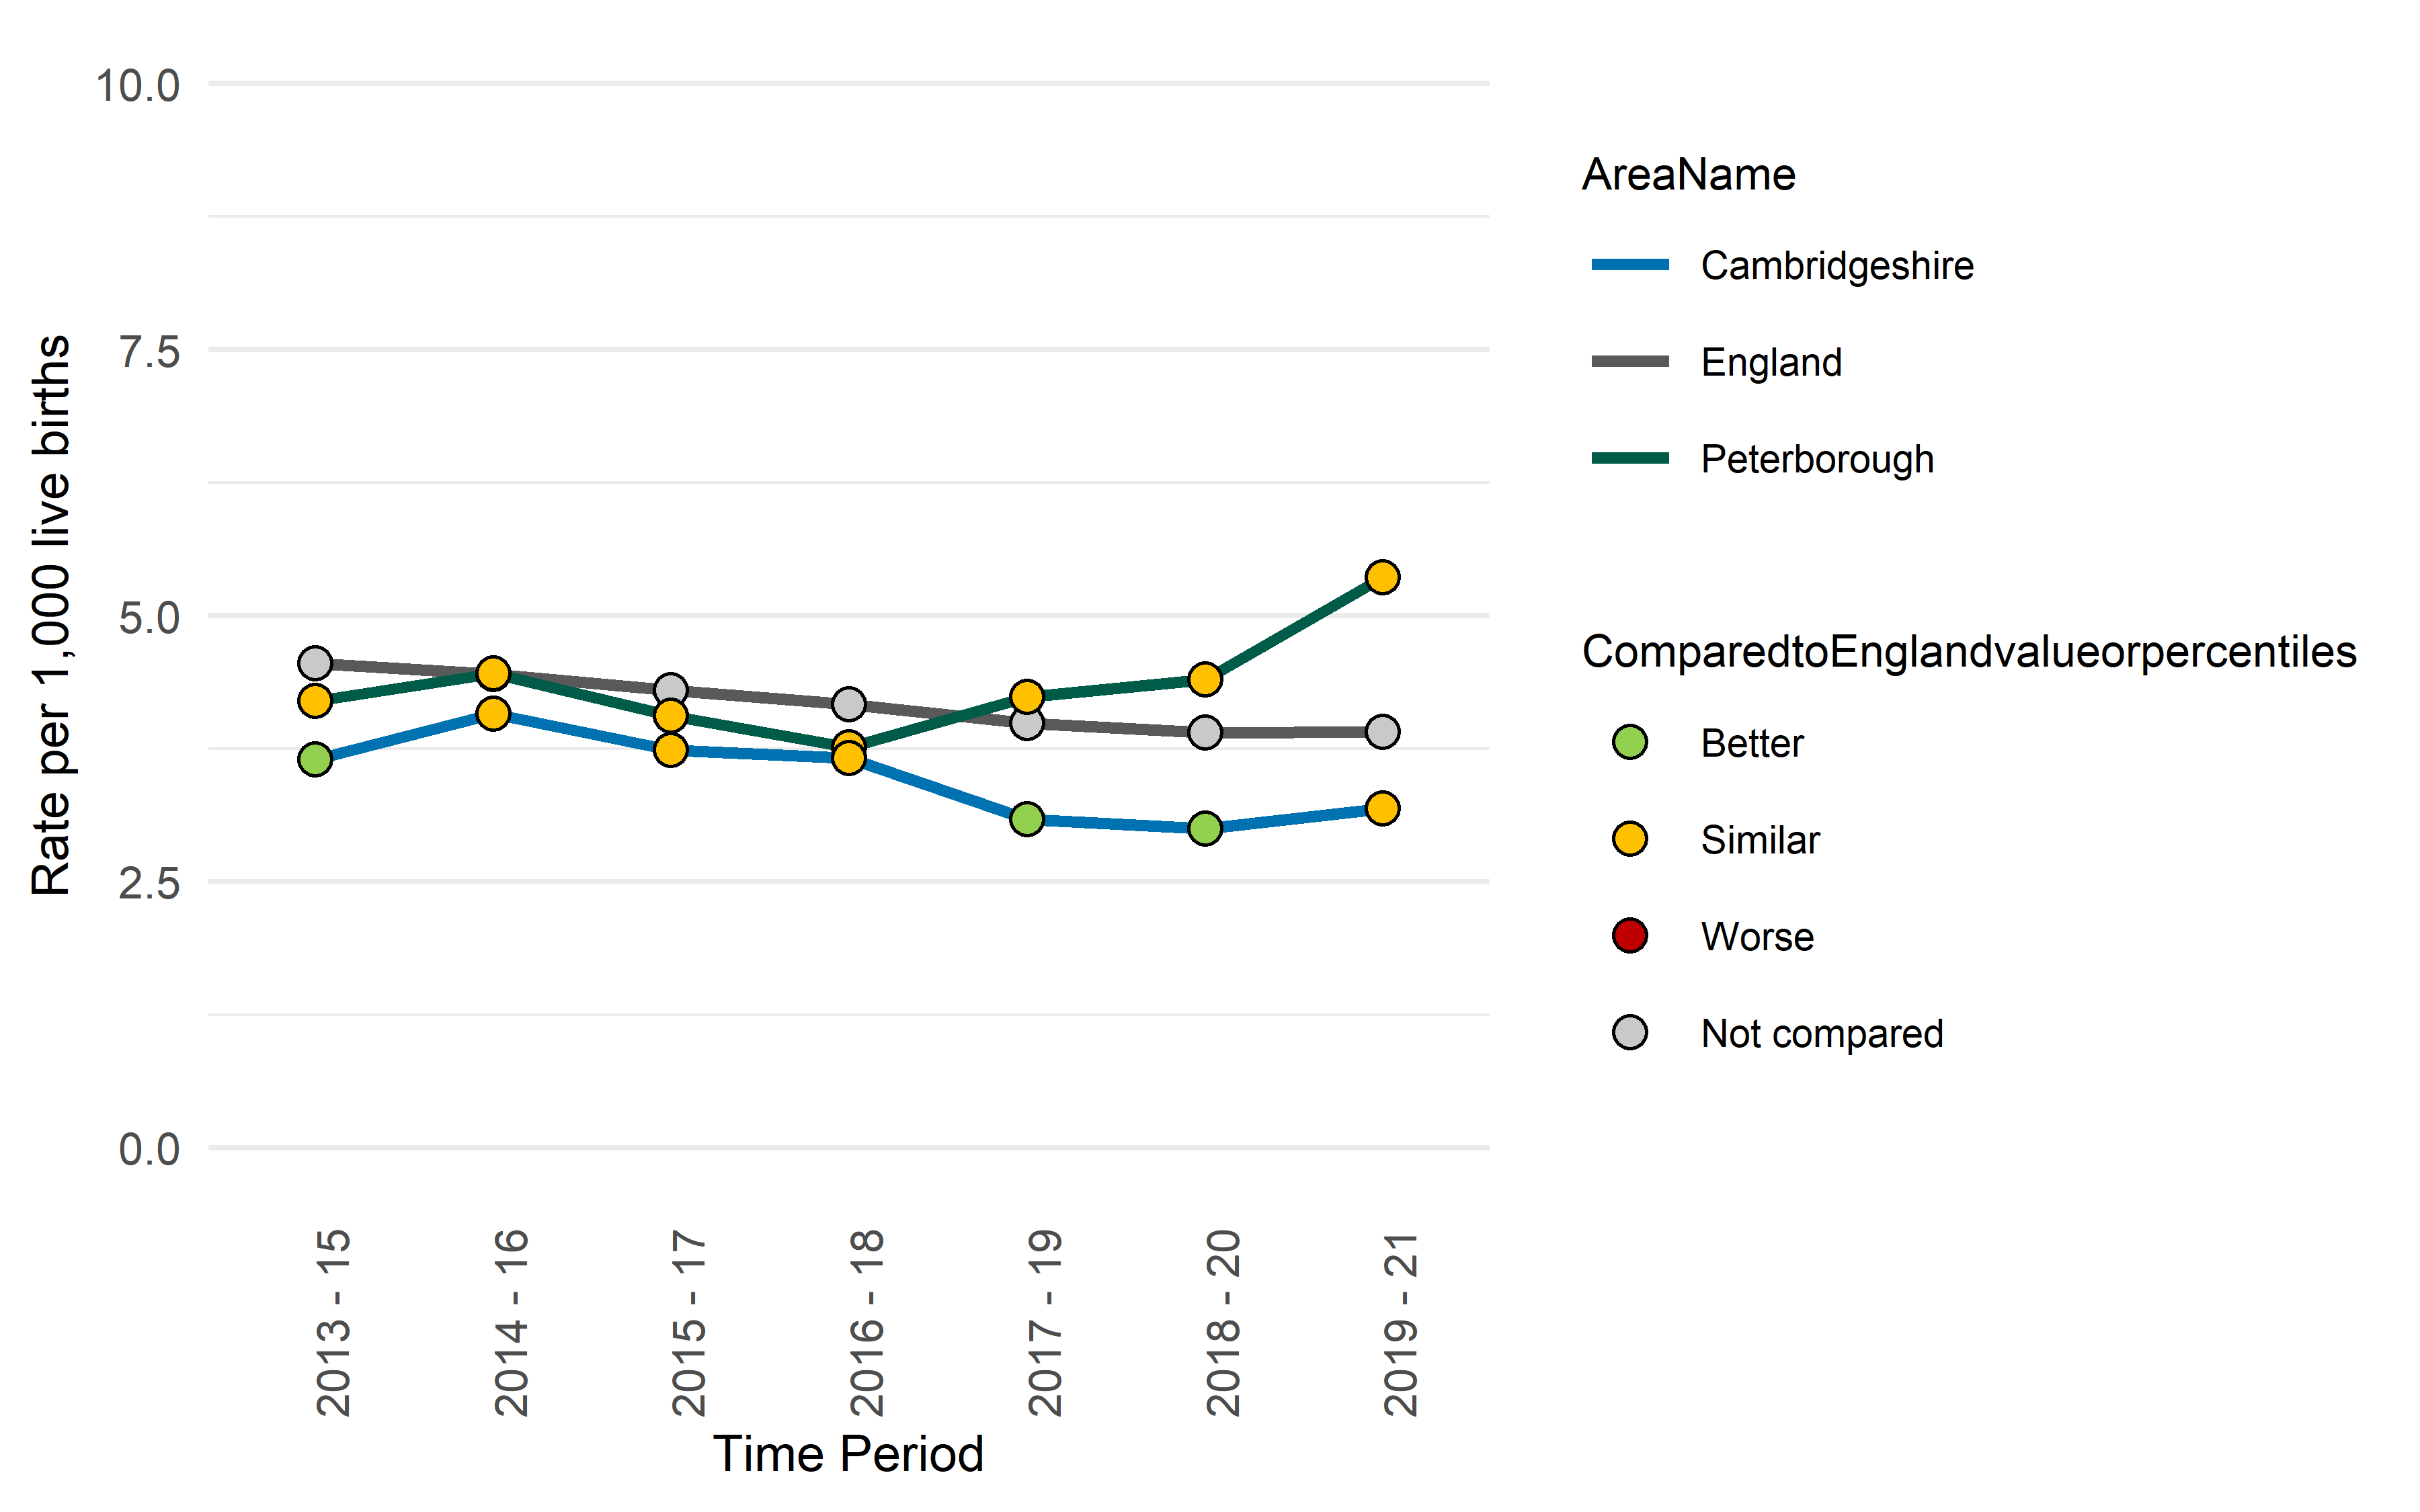 Rate per 1,000 live births
10.0
7.5
5.0
2.5
0.0
2013 - 15
2014 - 16
2015 - 17
2016 - 18
2017 - 19
2018 - 20
2019 - 21
Time Period
AreaName
Cambridgeshire
England
Peterborough
ComparedtoEnglandvalueorpercentiles
Better
Similar
Worse
Not compared